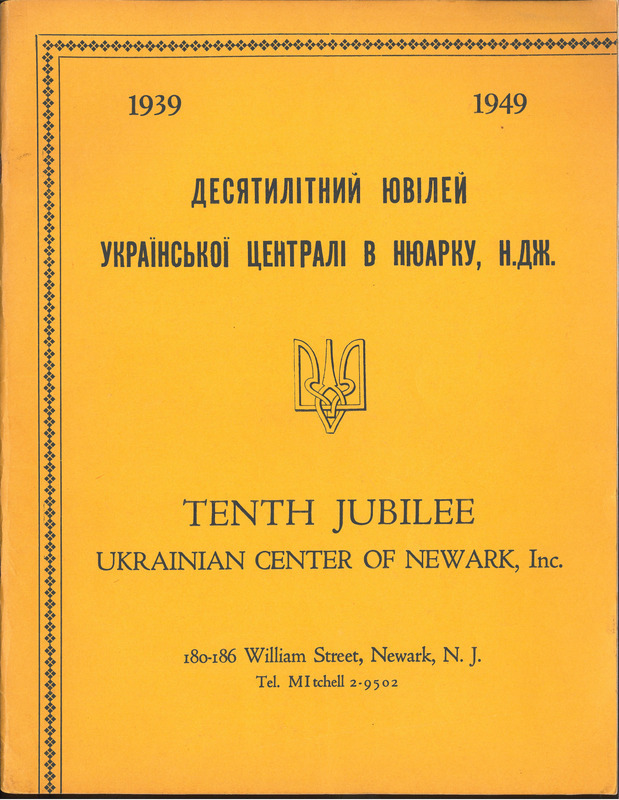 1939 1949
ДЕСЯТИЛІТНИЙ ЮВІЛЕЙ
УКРАЇНСЬКОЇ ЦЕНТРАЛІ В НЮАРКУ, Н.ДЖ.
TENTH JUBILEE
UKRAINIAN CENTER OF NEWARK, Inc.
180-186 William Street, Newark, N. J.
Tel. MItchell 2-9502